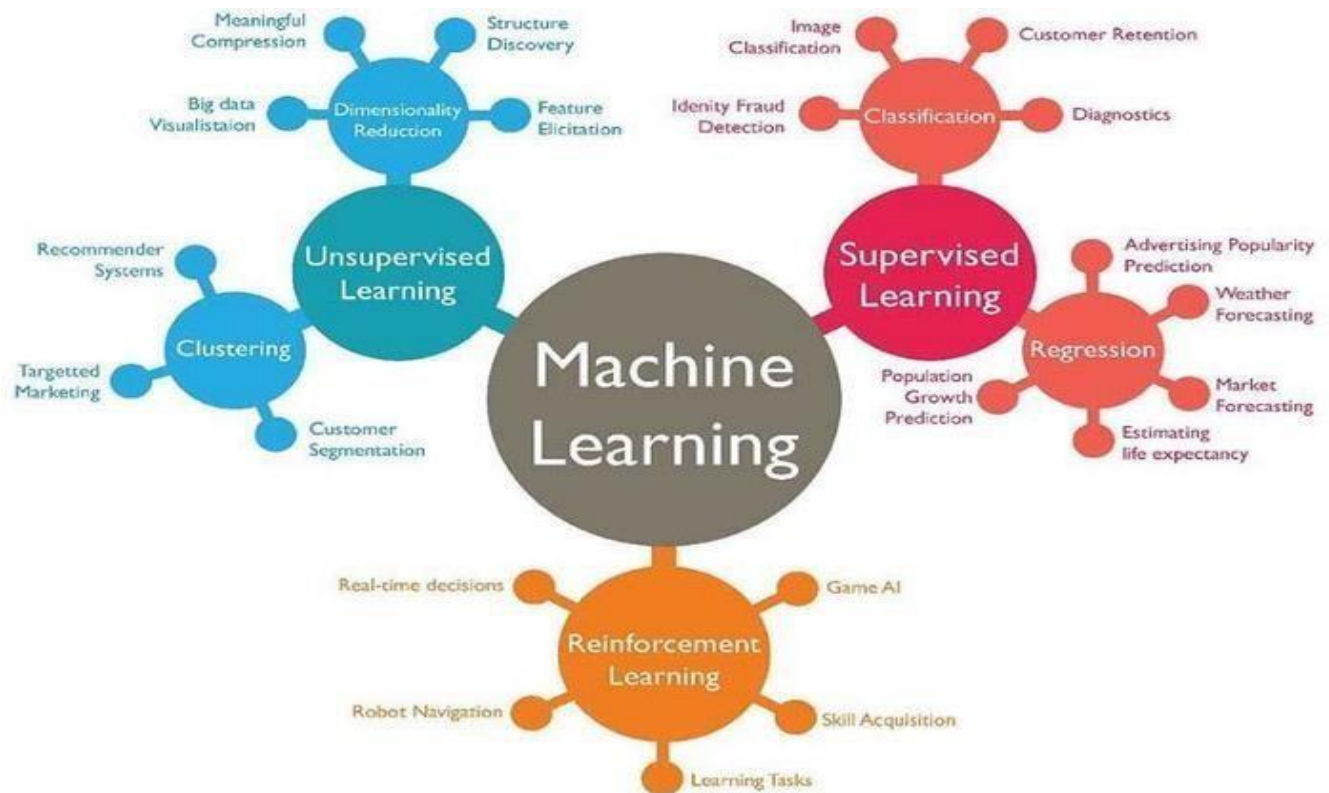 Meaningful
Compression
Structure
Discovery
Big data
Visualistaion
Dimensionality
Reduction
Feature
Elicitation
Image
Classification
Customer Retention
Idenity Fraud
Detection
Classification
Diagnostics
Recommender
Systems
Unsupervised
Learning
Clustering
Targetted
Marketing
Customer
Segmentation
Supervised
Learning
Advertising Popularity
Prediction
Weather
Forecasting
Regression
Population
Growth
Prediction
Market
Forecasting
Estimating
life expectancy
Machine
Learning
Real-time decisions
Game AI
Reinforcement
Learning
Robot Navigation
Skill Acquisition
Learning Tasks